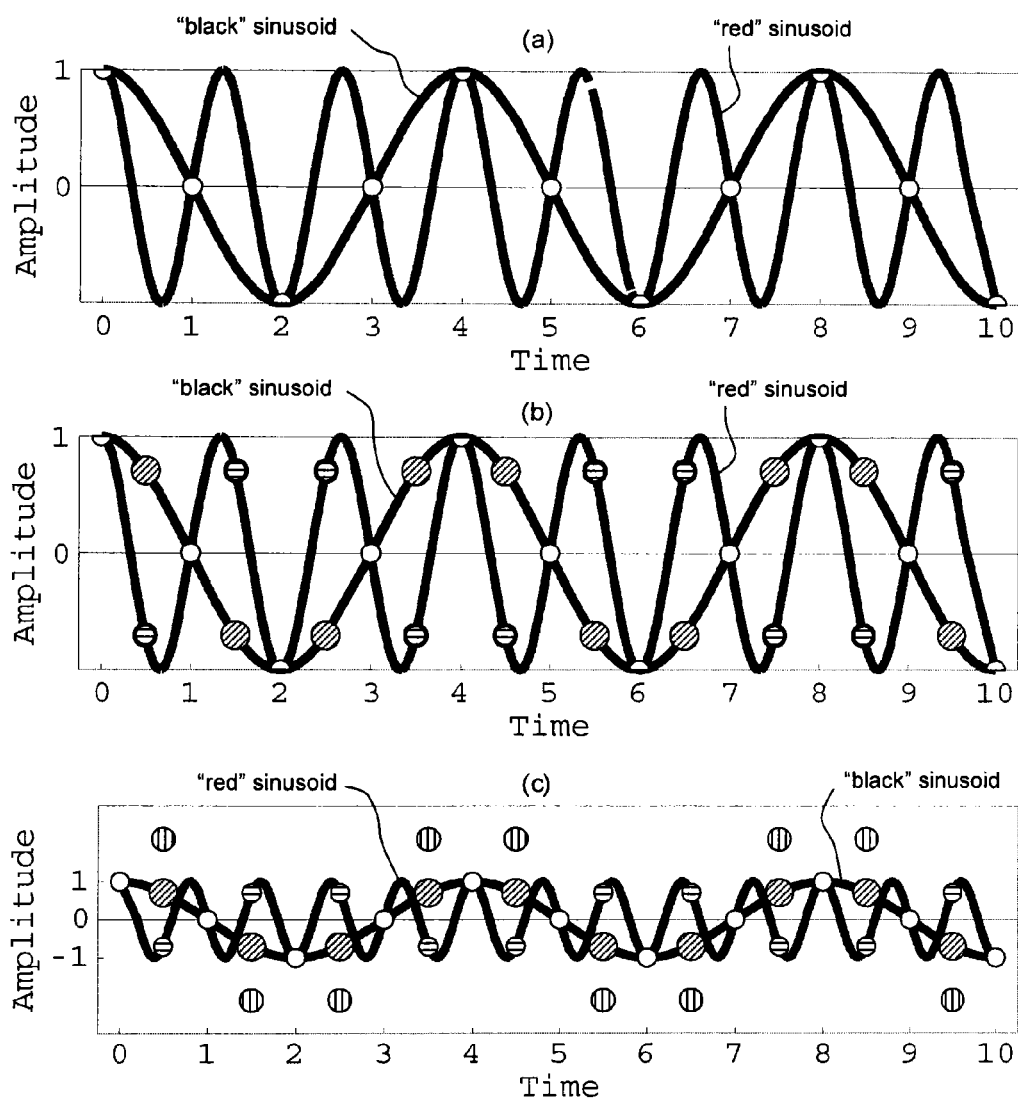 "black" sinusoid
(a)
"red" sinusoid
1
0
Amplitude
0 1 2 3 4 5 6 7 8 9 10
Time
"black" sinusoid
(b)
"red" sinusoid
1
0
Amplitude
0 1 2 3 4 5 6 7 8 9 10
Time
"red" sinusoid
(c)
"black" sinusoid
1
0
-1
Amplitude
0 1 2 3 4 5 6 7 8 9 10
Time